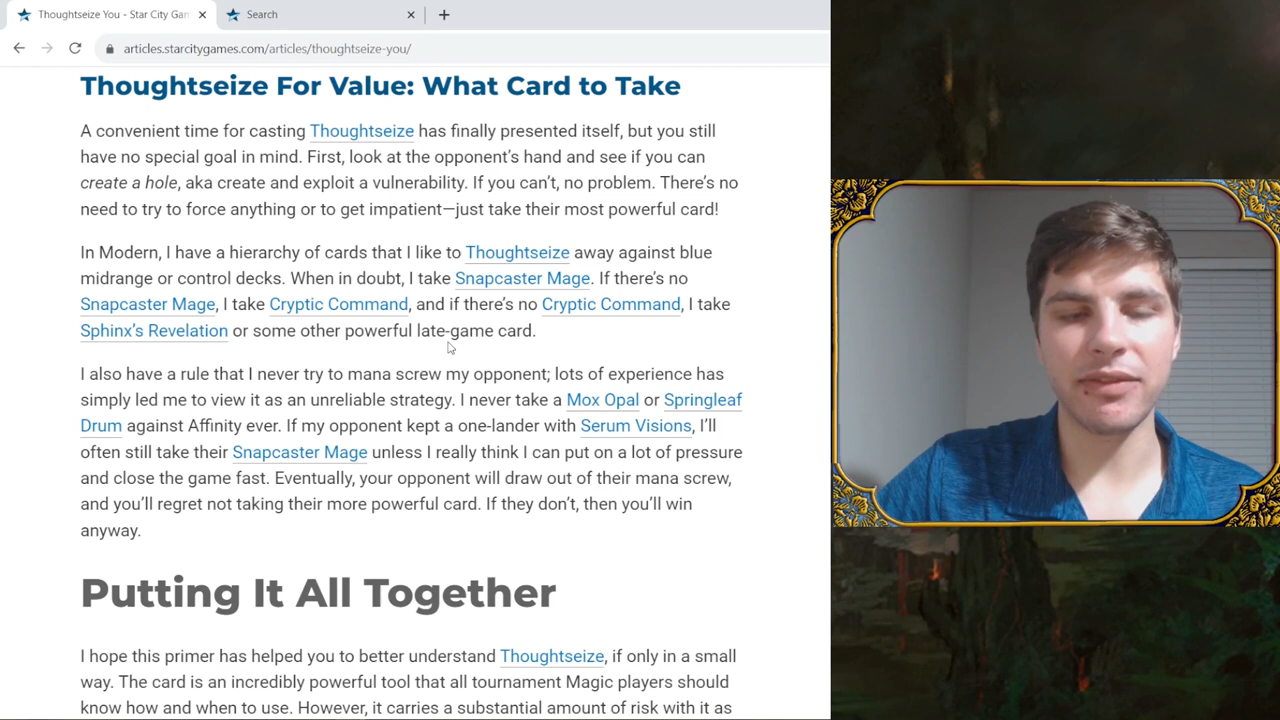 Thoughtseize You - Star City Gam
Search
articles.starcitygames.com/articles/thoughtseize-you/
Thoughtseize For Value: What Card to Take
A convenient time for casting Thoughtseize has finally presented itself, but you still
have no special goal in mind. First, look at the opponent's hand and see if you can
create a hole, aka create and exploit a vulnerability. If you can't, no problem. There's no
need to try to force anything or to get impatient—just take their most powerful card!
In Modern, I have a hierarchy of cards that I like to Thoughtseize away against blue
midrange or control decks. When in doubt, I take Snapcaster Mage. If there's no
Snapcaster Mage, I take Cryptic Command, and if there's no Cryptic Command, I take
Sphinx's Revelation or some other powerful late-game card.
I also have a rule that I never try to mana screw my opponent; lots of experience has
simply led me to view it as an unreliable strategy. I never take a Mox Opal or Springleaf
Drum against Affinity ever. If my opponent kept a one-lander with Serum Visions, I'll
often still take their Snapcaster Mage unless I really think I can put on a lot of pressure
and close the game fast. Eventually, your opponent will draw out of their mana screw,
and you'll regret not taking their more powerful card. If they don't, then you'll win
anyway.
Putting It All Together
I hope this primer has helped you to better understand Thoughtseize, if only in a small
way. The card is an incredibly powerful tool that all tournament Magic players should
know how and when to use. However, it carries a substantial amount of risk with it as